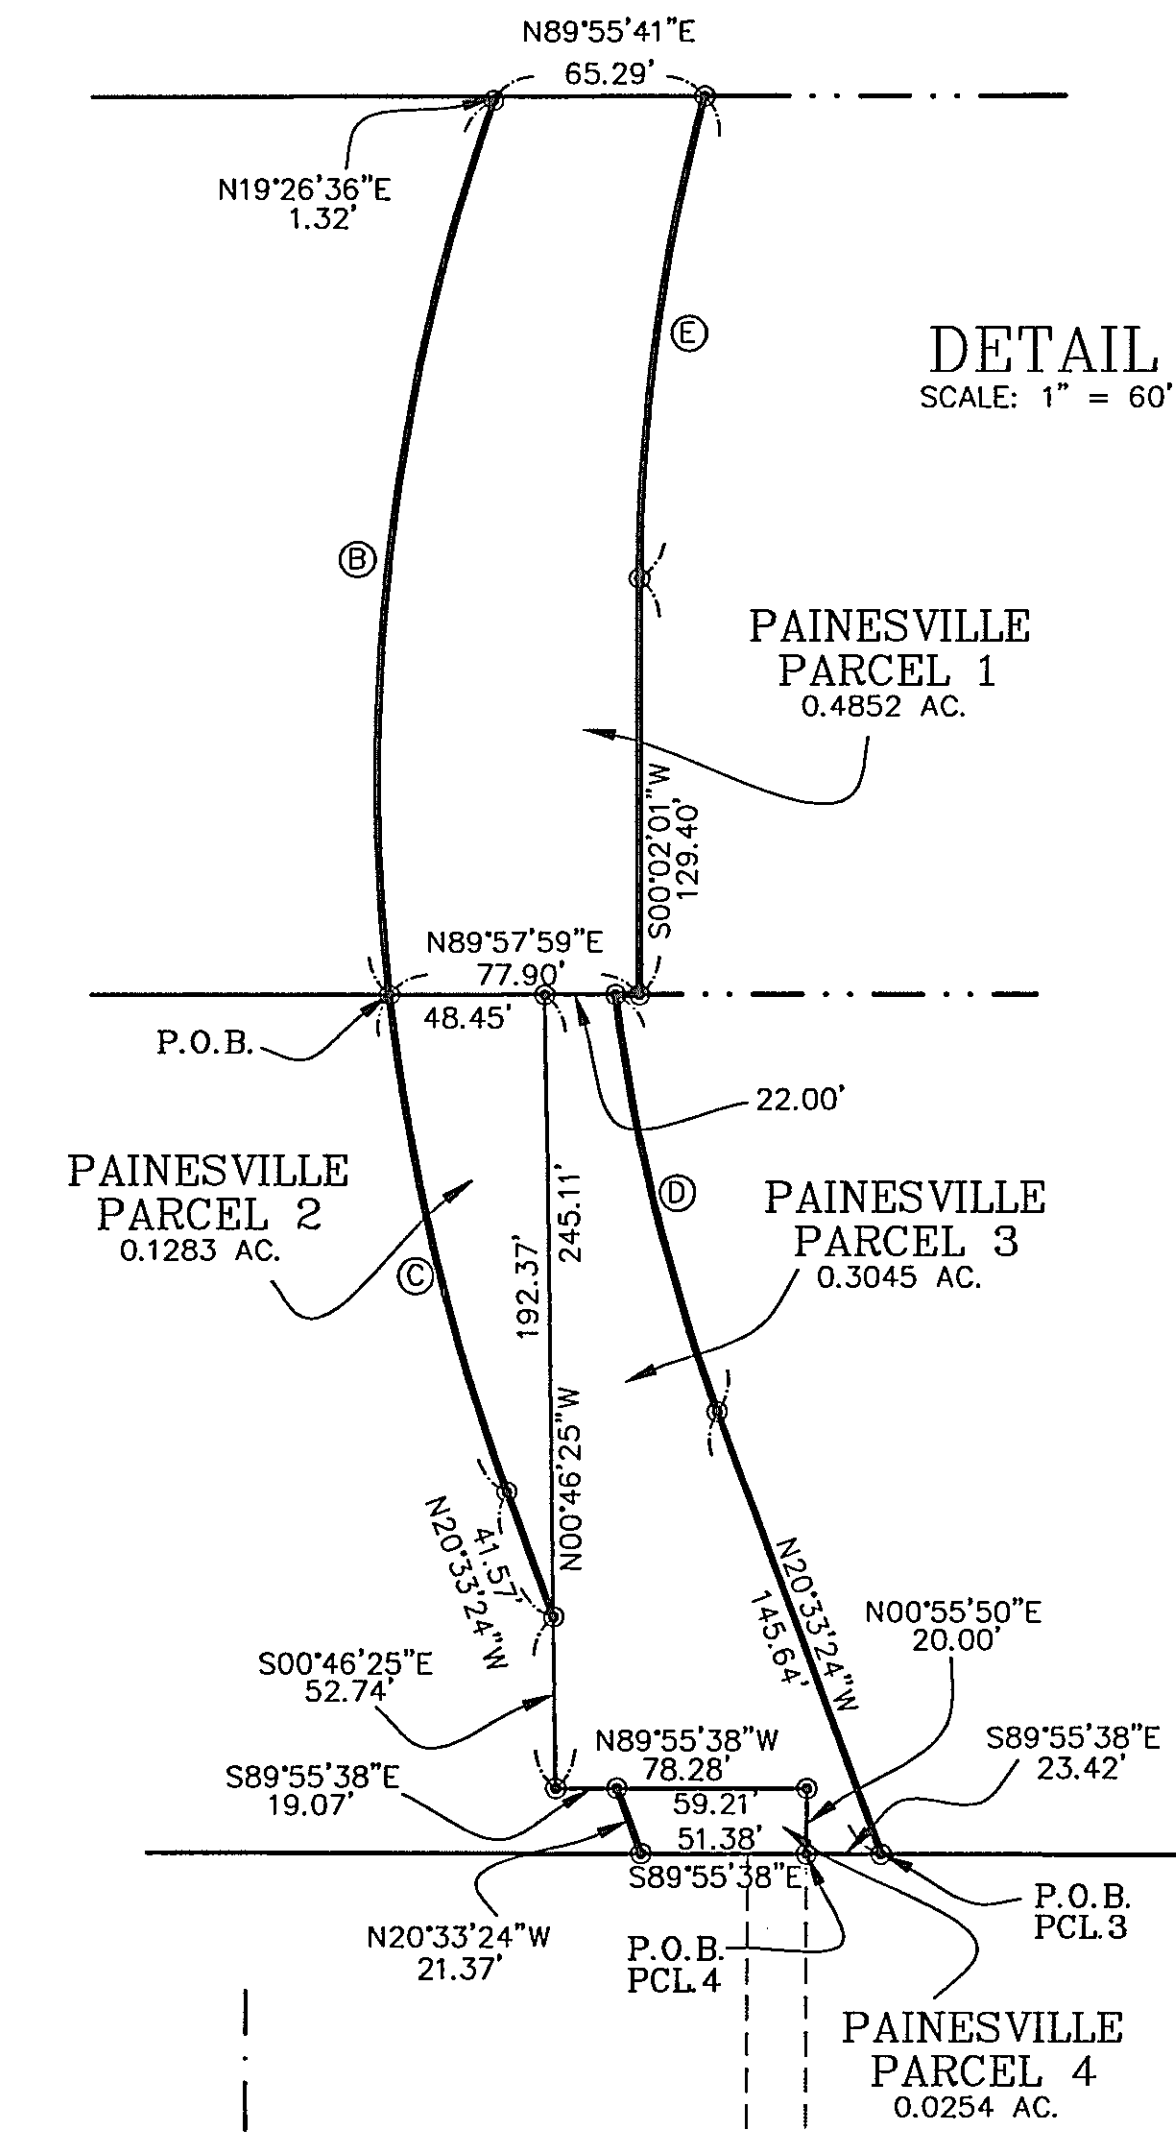 N89°55'41"E
65.29'
N19°26'36"E
1.32'
E
DETAIL
SCALE: 1" = 60'
B
PAINESVILLE
PARCEL 1
0.4852 AC.
S00°02'01"W
129.40'
N89°57'59"E
77.90'
48.45'
P.O.B.
22.00'
PAINESVILLE
PARCEL 2
0.1283 AC.
245.11'
192.37'
D
PAINESVILLE
PARCEL 3
0.3045 AC.
C
N00°46'25"W
41.57'
N20°33'24"W
N20°33'24"W
145.64'
N00°55'50"E
20.00'
S00°46'25"E
52.74'
S89°55'38"E
23.42'
N89°55'38"W
78.28'
S89°55'38"E
19.07'
59.21'
51.38'
S89°55'38"E
P.O.B.
PCL.3
N20°33'24"W
21.37'
P.O.B.
PCL.4
PAINESVILLE
PARCEL 4
0.0254 AC.